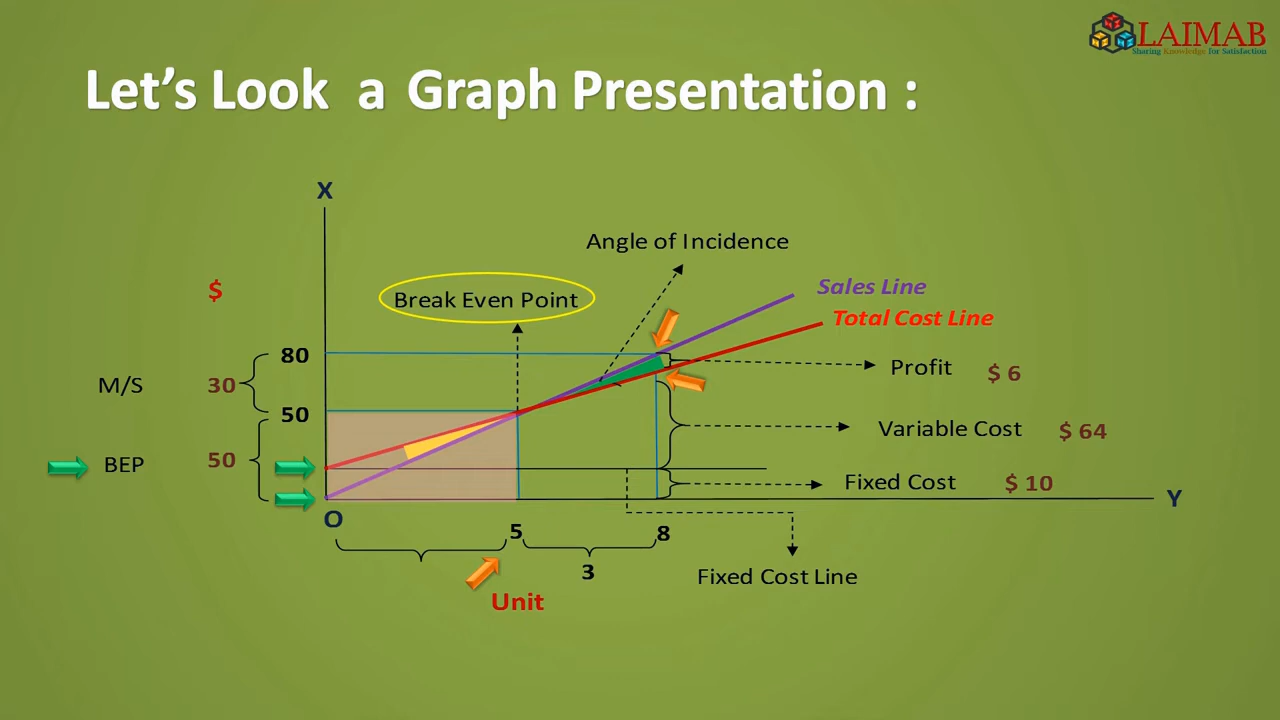 LAIMAB
Sharing Knowledge for Satisfaction
Let's Look a Graph Presentation :
X
Angle of Incidence
$
Break Even Point
Sales Line
Total Cost Line
80
M/S
30
Profit
$ 6
50
Variable Cost
$ 64
BEP
50
Fixed Cost
$ 10
Y
O
5
8
3
Fixed Cost Line
Unit